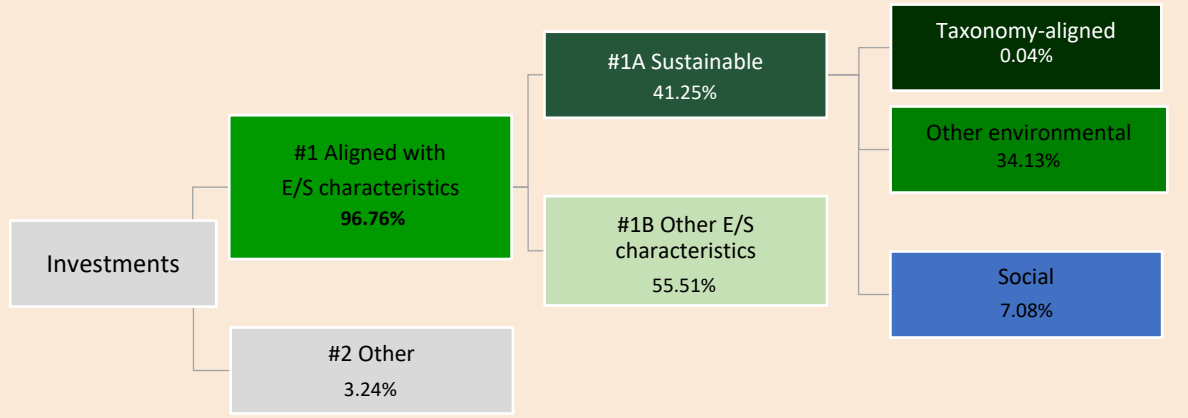 Investments
#1 Aligned with
E/S characteristics
96.76%
#2 Other
3.24%
#1A Sustainable
41.25%
#1B Other E/S
characteristics
55.51%
Taxonomy-aligned
0.04%
Other environmental
34.13%
Social
7.08%